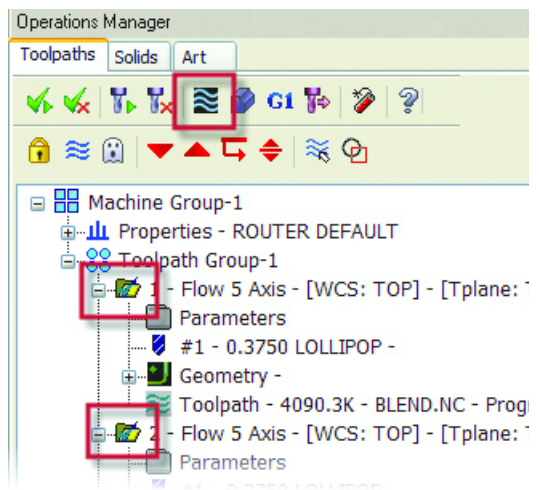 Operations Manager
Toolpaths Solids Art
G1
Machine Group-1
Properties - ROUTER DEFAULT
Toolpath Group-1
1 - Flow 5 Axis - [WCS: TOP] - [Tplane:
Parameters
#1 - 0.3750 LOLLIPOP -
Geometry -
Toolpath - 4090.3K - BLEND.NC - Prog
2 - Flow 5 Axis - [WCS: TOP] - [Tplane:
Parameters